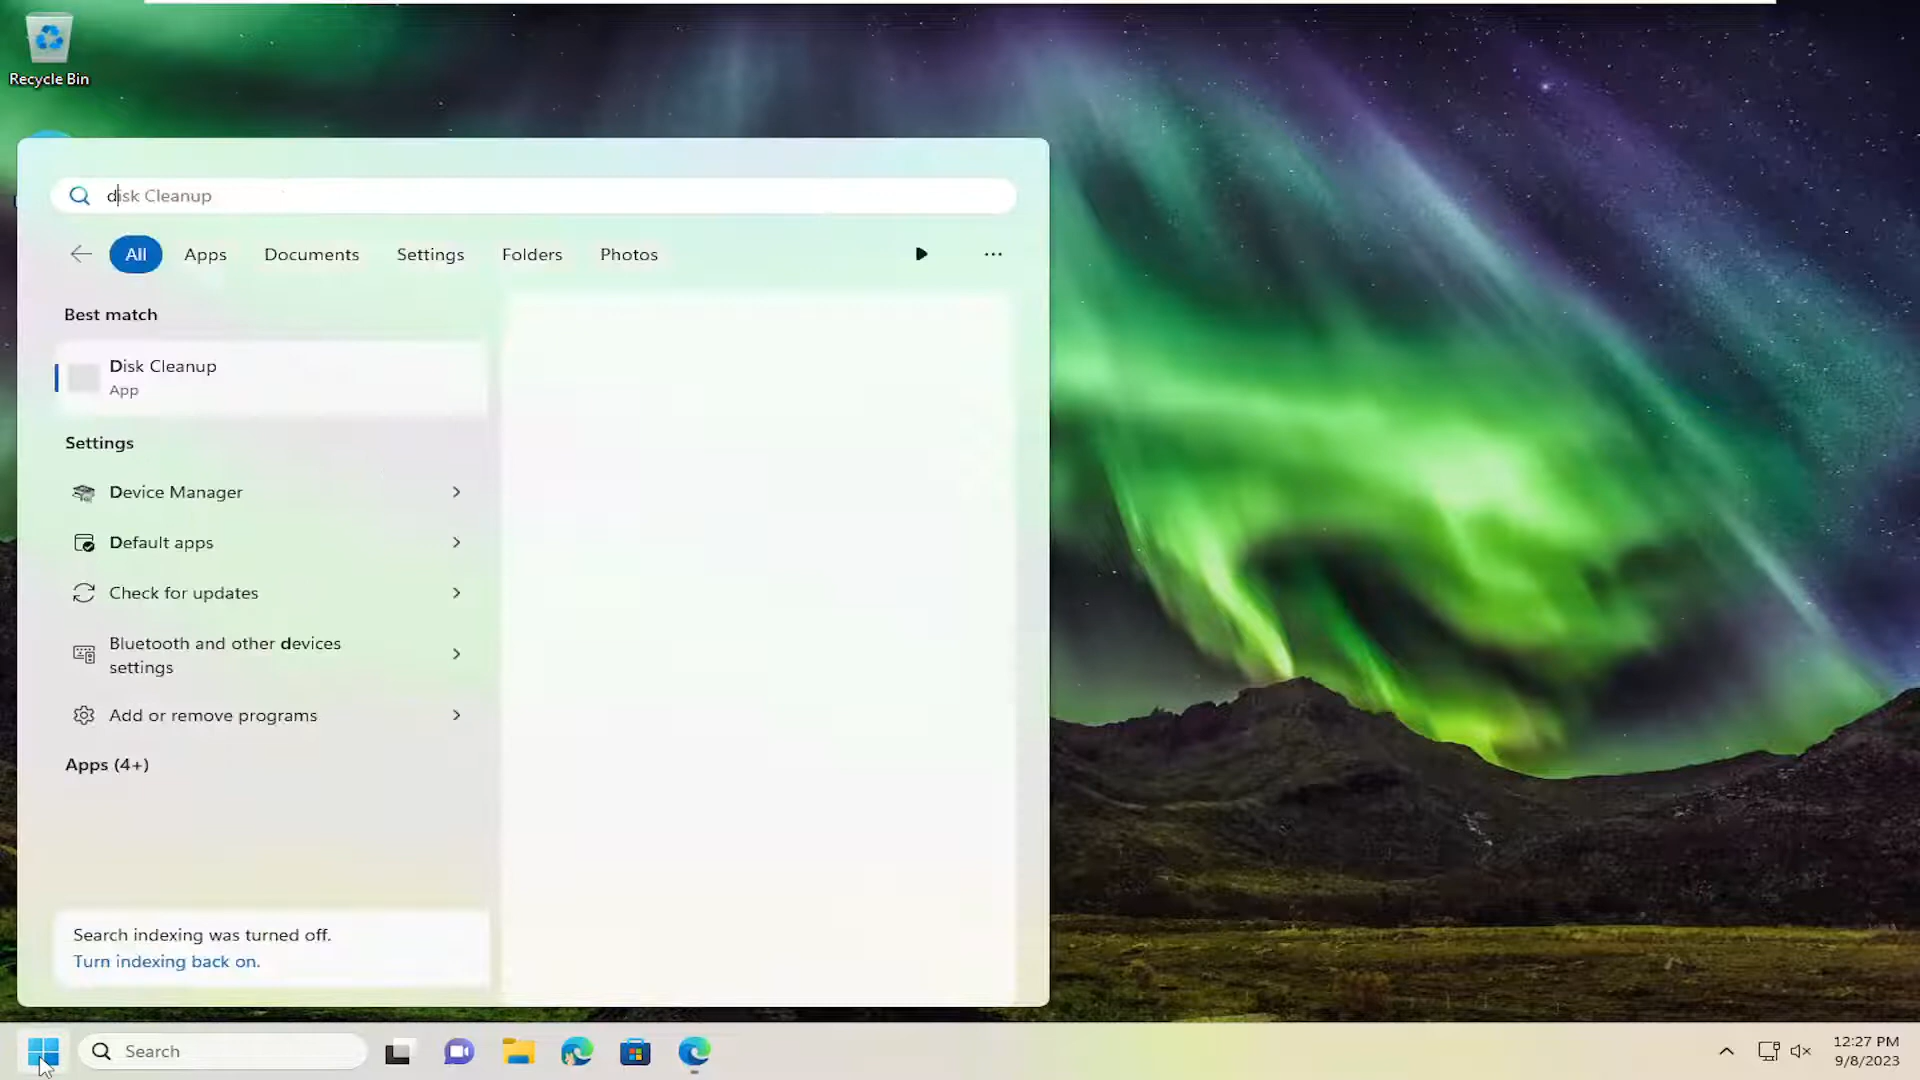 Recycle Bin
disk Cleanup
All
Apps
Documents
Settings
Folders
Photos
Best match
Disk Cleanup
App
Settings
Device Manager
Default apps
Check for updates
Bluetooth and other devices
settings
Add or remove programs
Apps (4+)
Search indexing was turned off.
Turn indexing back on.
Search
12:27 PM
9/8/2023